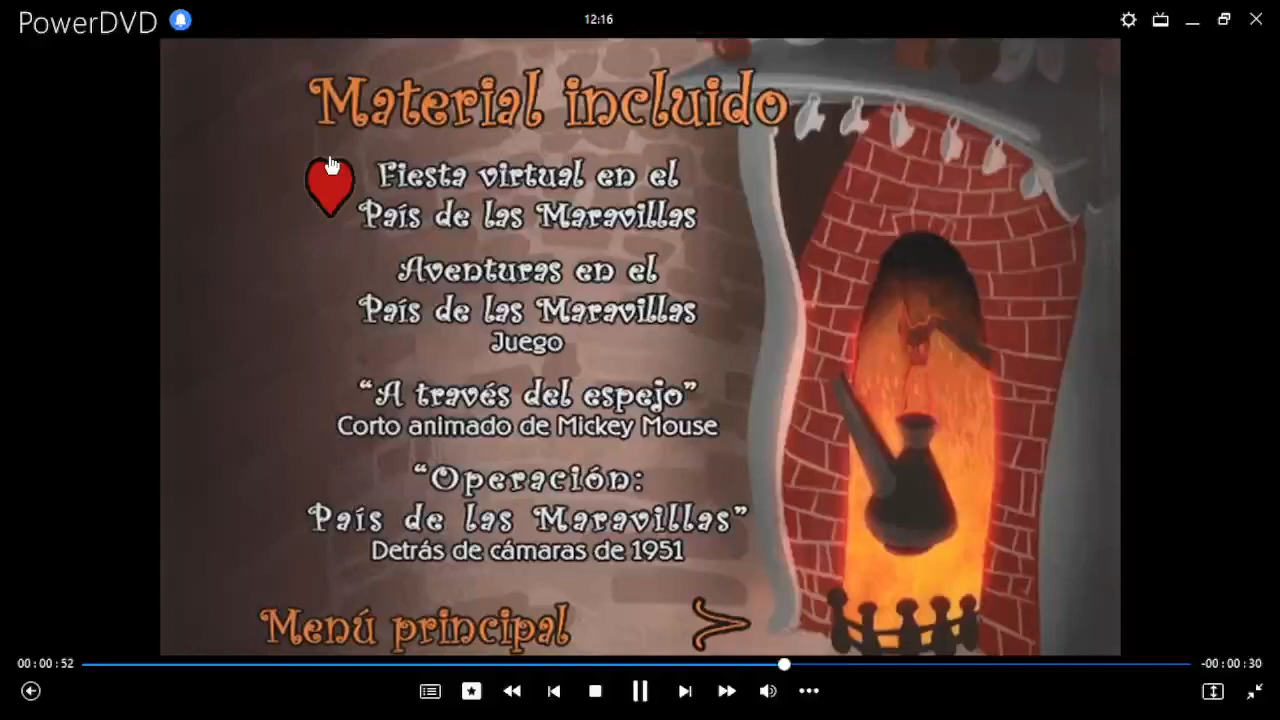 PowerDVD
12:16
Material incluido
Fiesta virtual en el
País de las Maravillas
Aventuras en el
País de las Maravillas
Juego
“A través del espejo”
Corto animado de Mickey Mouse
“Operación:
País de las Maravillas”
Detrás de cámaras de 1951
Menú principal
00:00:52
-00:00:30